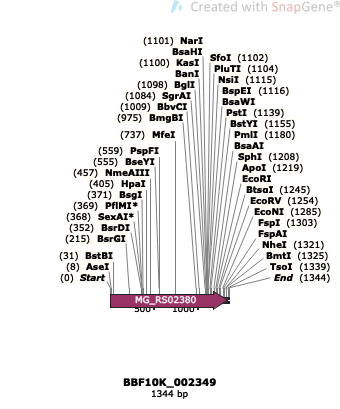 Created with SnapGene®
(1101) NarI
BsaHI
(1100) KasI
BanI
(1098) BglI
(1084) SgrAI
(1009) BbvCI
(975) BmgBI
(737) MfeI
(559) PspFI
(555) BseYI
(457) NmeAIII
(405) HpaI
(371) BsgI
(369) PflMI*
(368) SexAI*
(352) BsrDI
(215) BsrGI
(31) BstBI
(8) AseI
(0) Start
SfoI (1102)
PluTI (1104)
NsiI (1115)
BspEI (1116)
BsaWI
PstI (1139)
BstYI (1155)
PmlI (1180)
BsaAI
SphI (1208)
ApoI (1219)
EcoRI
BtsαI (1245)
EcoRV (1254)
EcoNI (1285)
FspI (1303)
FspAI
NheI (1321)
BmtI (1325)
TsoI (1339)
End (1344)
MG_RS02380
500
1000
BBF10K_002349
1344 bp